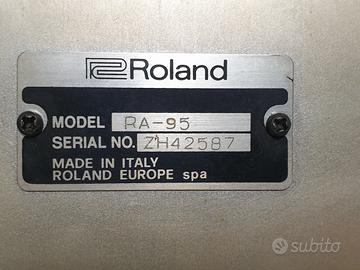 Roland
MODEL RA-95
SERIAL NO. ZH42587
MADE IN ITALY
ROLAND EUROPE spa
subito